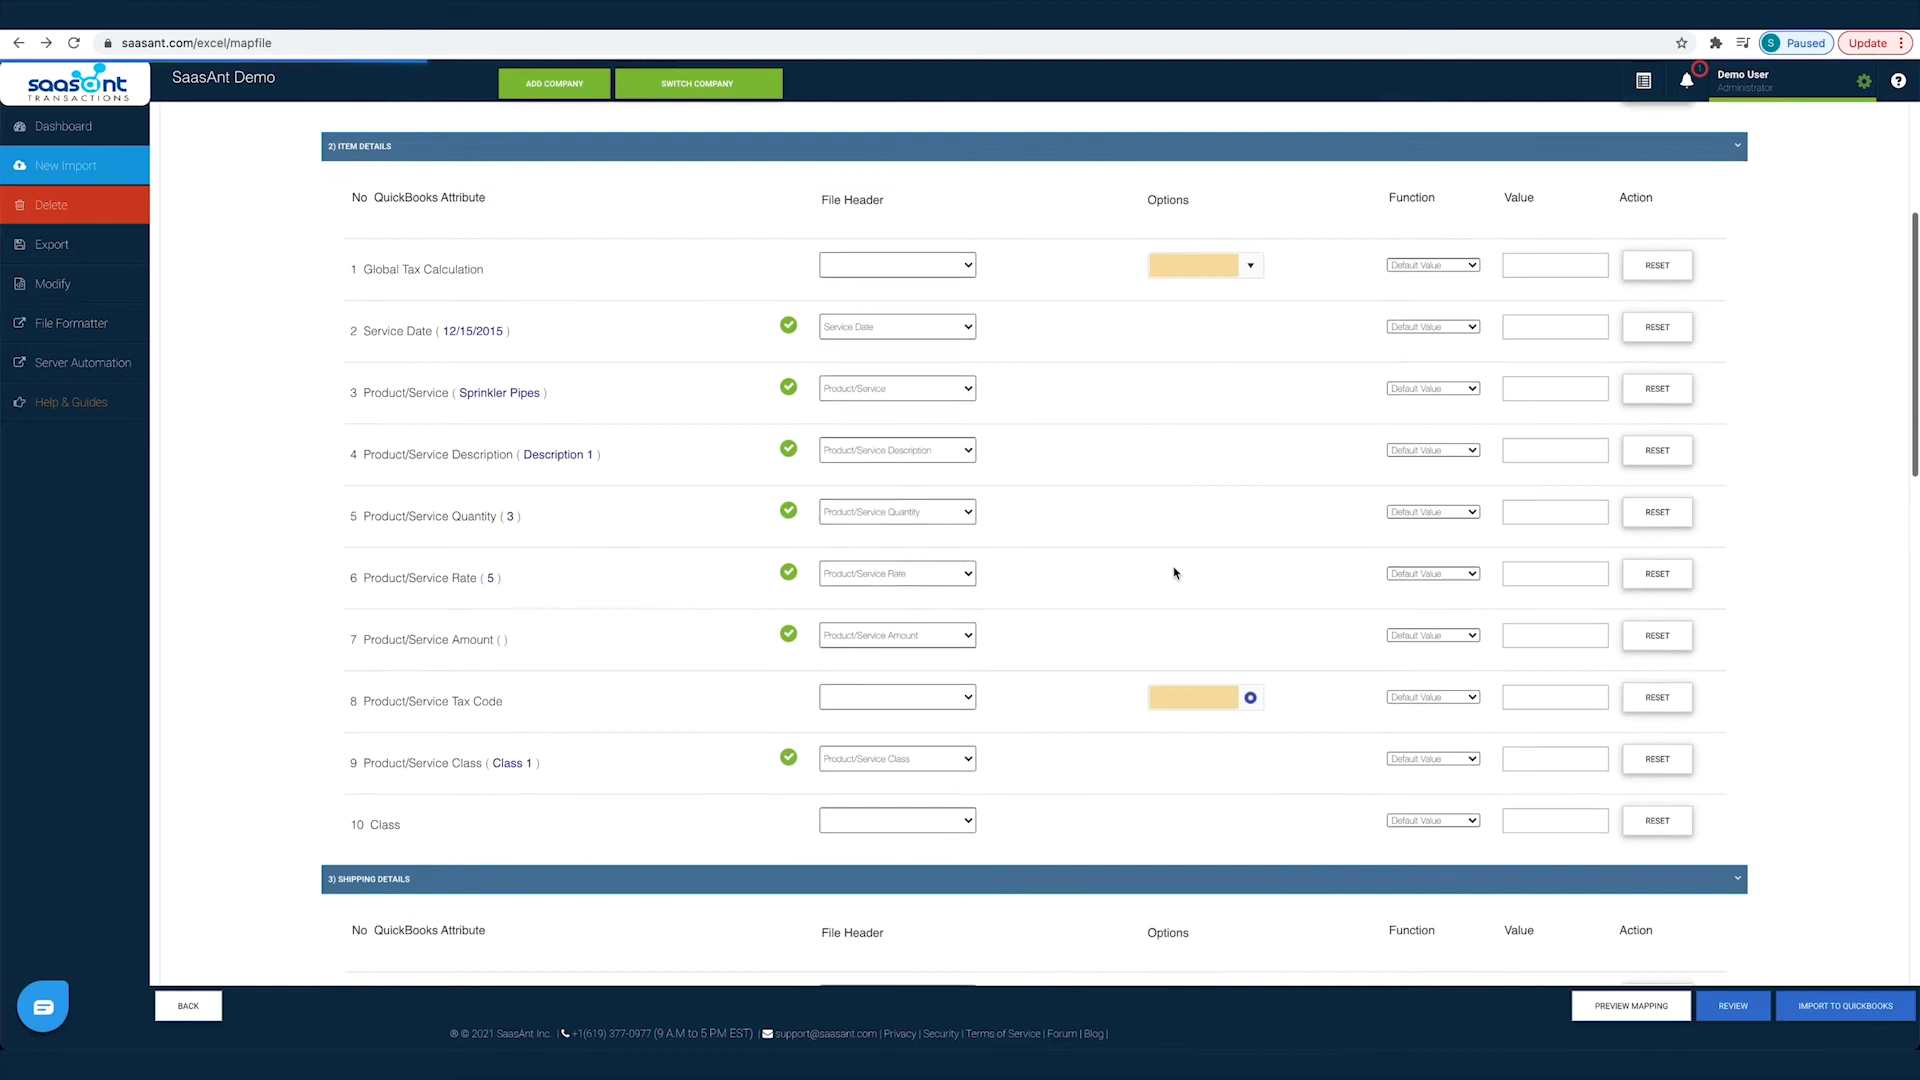 saasant.com/excel/mapfile
S Paused Update
saasant
TRANSACTIONS
SaasAnt Demo
ADD COMPANY
SWITCH COMPANY
1
Demo User
Administrator
Dashboard
New Import
Delete
Export
Modify
File Formatter
Server Automation
Help & Guides
2) ITEM DETAILS
No QuickBooks Attribute File Header Options Function Value Action
1 Global Tax Calculation Default Value RESET
2 Service Date ( 12/15/2015 ) Service Date Default Value RESET
3 Product/Service ( Sprinkler Pipes ) Product/Service Default Value RESET
4 Product/Service Description ( Description 1 ) Product/Service Description Default Value RESET
5 Product/Service Quantity ( 3 ) Product/Service Quantity Default Value RESET
6 Product/Service Rate ( 5 ) Product/Service Rate Default Value RESET
7 Product/Service Amount ( ) Product/Service Amount Default Value RESET
8 Product/Service Tax Code Default Value RESET
9 Product/Service Class ( Class 1 ) Product/Service Class Default Value RESET
10 Class Default Value RESET
3) SHIPPING DETAILS
No QuickBooks Attribute File Header Options Function Value Action
BACK
PREVIEW MAPPING
REVIEW
IMPORT TO QUICKBOOKS
® © 2021 SaasAnt Inc. | +1(619) 377-0977 (9 A.M to 5 P.M EST) | support@saasant.com | Privacy | Security | Terms of Service | Forum | Blog |